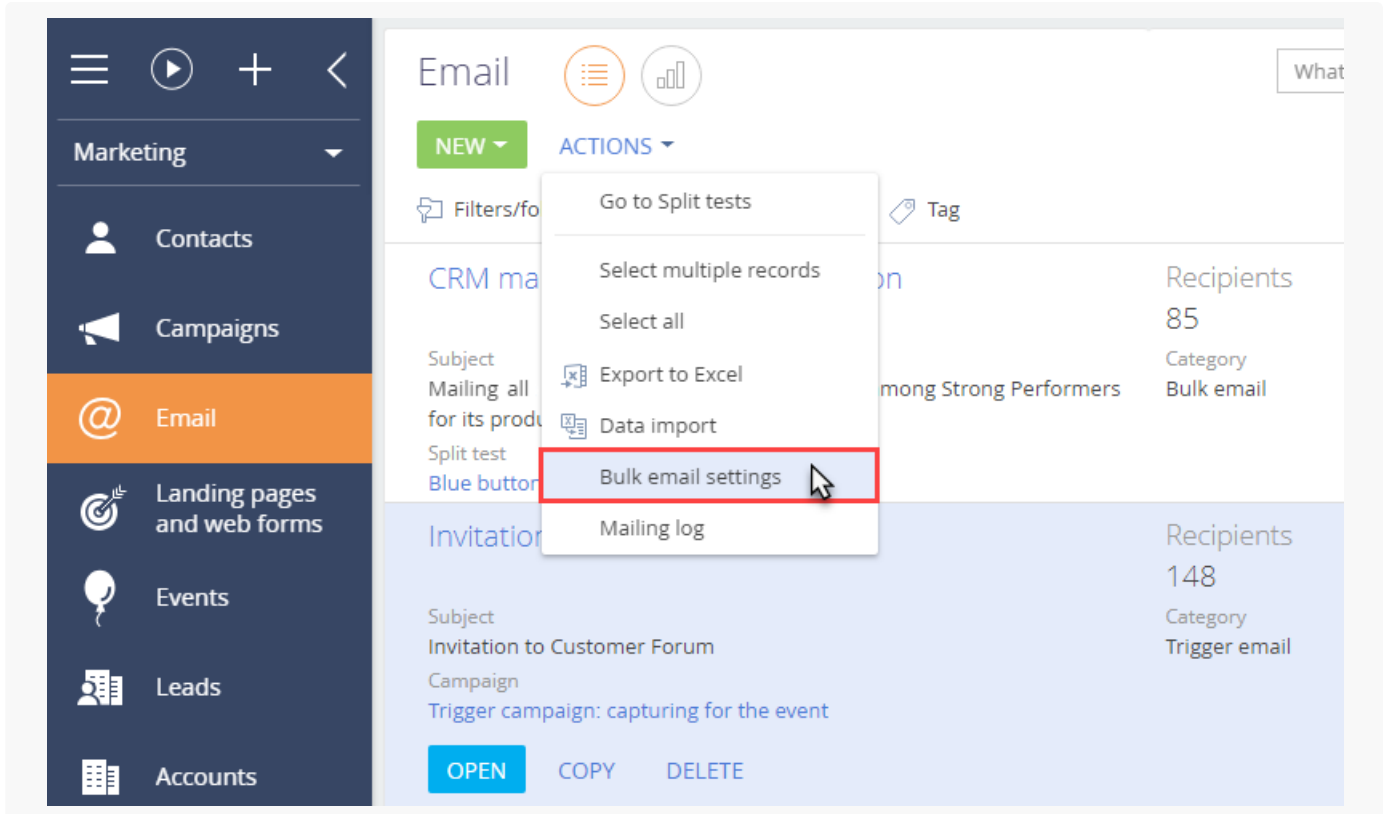 Marketing
Contacts
Campaigns
@ Email
Landing pages
and web forms
Events
Leads
Accounts
Email
What
NEW
ACTIONS
Filters/fo
Tag
Go to Split tests
Select multiple records
Select all
Export to Excel
Data import
Bulk email settings
Mailing log
CRM ma
on
Recipients
85
Subject
Mailing all
mong Strong Performers
for its produ
Category
Bulk email
Split test
Blue button
Invitation
Recipients
148
Subject
Invitation to Customer Forum
Category
Trigger email
Campaign
Trigger campaign: capturing for the event
OPEN
COPY
DELETE